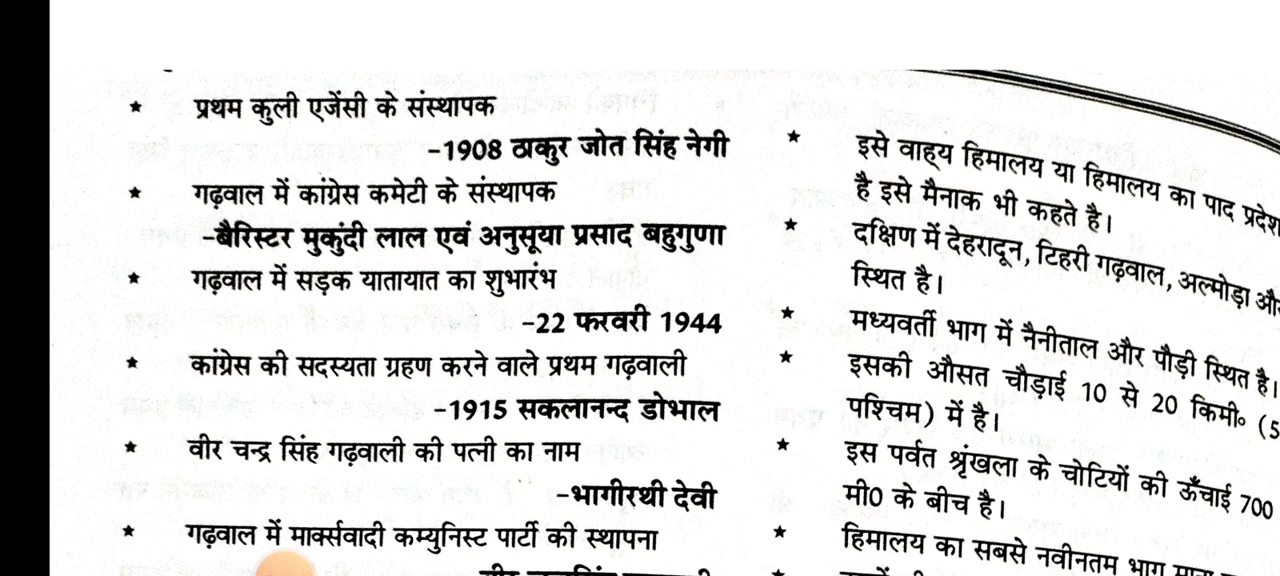 ★ प्रथम कुली एजेंसी के संस्थापक
–1908 ठाकुर जोत सिंह नेगी
★ गढ़वाल में कांग्रेस कमेटी के संस्थापक
–बैरिस्टर मुकुंदी लाल एवं अनुसूया प्रसाद बहुगुणा
★ गढ़वाल में सड़क यातायात का शुभारंभ
–22 फरवरी 1944
★ कांग्रेस की सदस्यता ग्रहण करने वाले प्रथम गढ़वाली
–1915 सकलानन्द डोभाल
★ वीर चन्द्र सिंह गढ़वाली की पत्नी का नाम
–भागीरथी देवी
★ गढ़वाल में मार्क्सवादी कम्युनिस्ट पार्टी की स्थापना
★ इसे वाह्य हिमालय या हिमालय का पाद प्रदेश
है इसे मैनाक भी कहते है।
★ दक्षिण में देहरादून, टिहरी गढ़वाल, अल्मोड़ा
स्थित है।
★ मध्यवर्ती भाग में नैनीताल और पौड़ी स्थित है।
★ इसकी औसत चौड़ाई 10 से 20 किमी० (5
पश्चिम) में है।
★ इस पर्वत श्रृंखला के चोटियों की ऊँचाई 700
मी0 के बीच है।
★ हिमालय का सबसे नवीनतम भाग